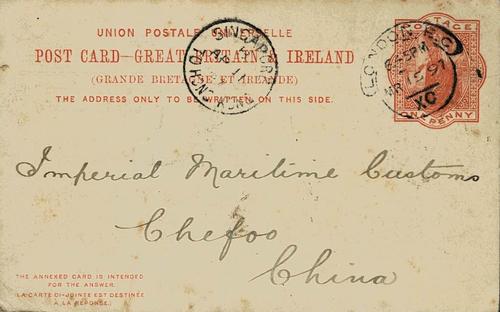 UNION POSTALE UNIVERSELLE
POST CARD—GREAT BRITAIN & IRELAND
(GRANDE BRETAGNE ET IRLANDE)
THE ADDRESS ONLY TO BE WRITTEN ON THIS SIDE.
POSTAGE
ONE PENNY
LONDON E.C
97
XC
Imperial Maritime Customs
Chefoo
China
THE ANNEXED CARD IS INTENDED
FOR THE ANSWER.
LA CARTE CI-JOINTE EST DESTINÉE
À LA RÉPONSE.